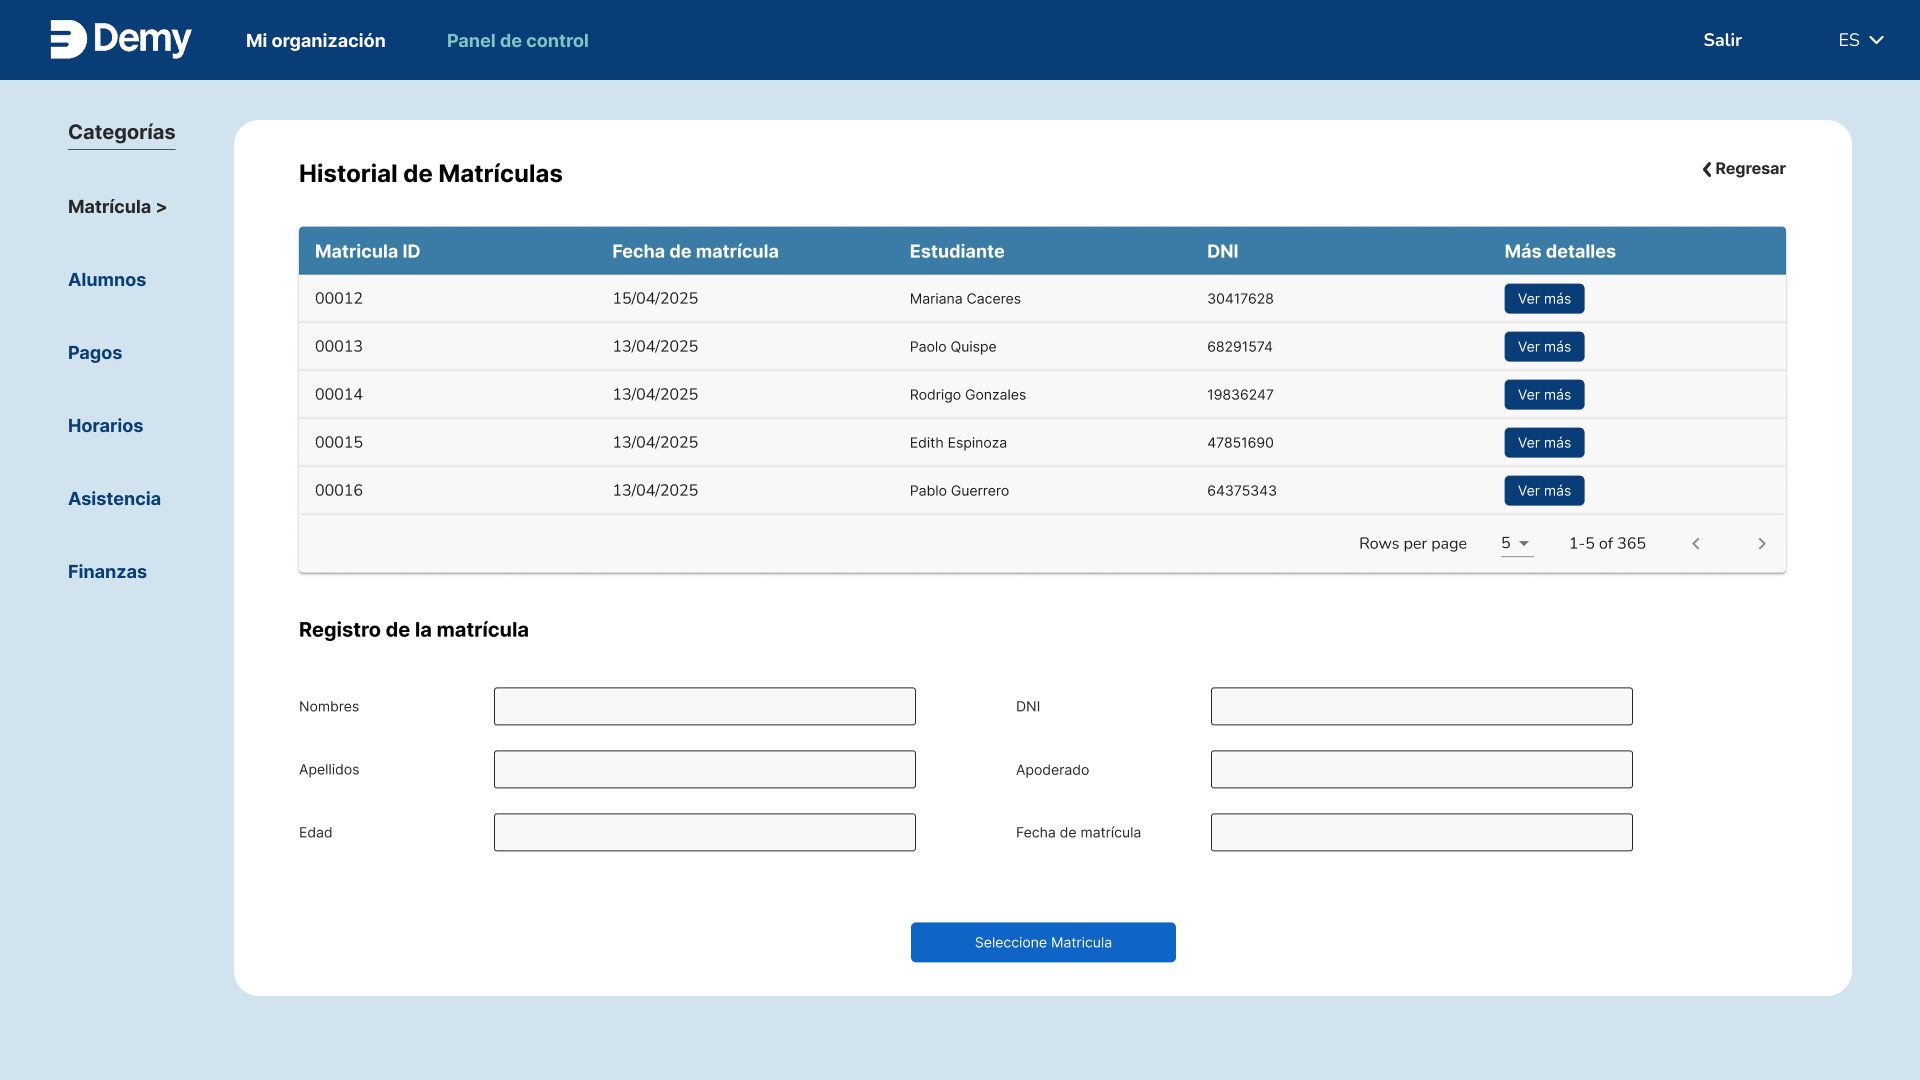 Demy
Mi organización
Panel de control
Salir
ES
Categorías
Matrícula >
Alumnos
Pagos
Horarios
Asistencia
Finanzas
Historial de Matrículas
Regresar
Matricula ID Fecha de matrícula Estudiante DNI Más detalles
00012 15/04/2025 Mariana Caceres 30417628 Ver más
00013 13/04/2025 Paolo Quispe 68291574 Ver más
00014 13/04/2025 Rodrigo Gonzales 19836247 Ver más
00015 13/04/2025 Edith Espinoza 47851690 Ver más
00016 13/04/2025 Pablo Guerrero 64375343 Ver más
Rows per page 5 1-5 of 365
Registro de la matrícula
Nombres
DNI
Apellidos
Apoderado
Edad
Fecha de matrícula
Seleccione Matricula